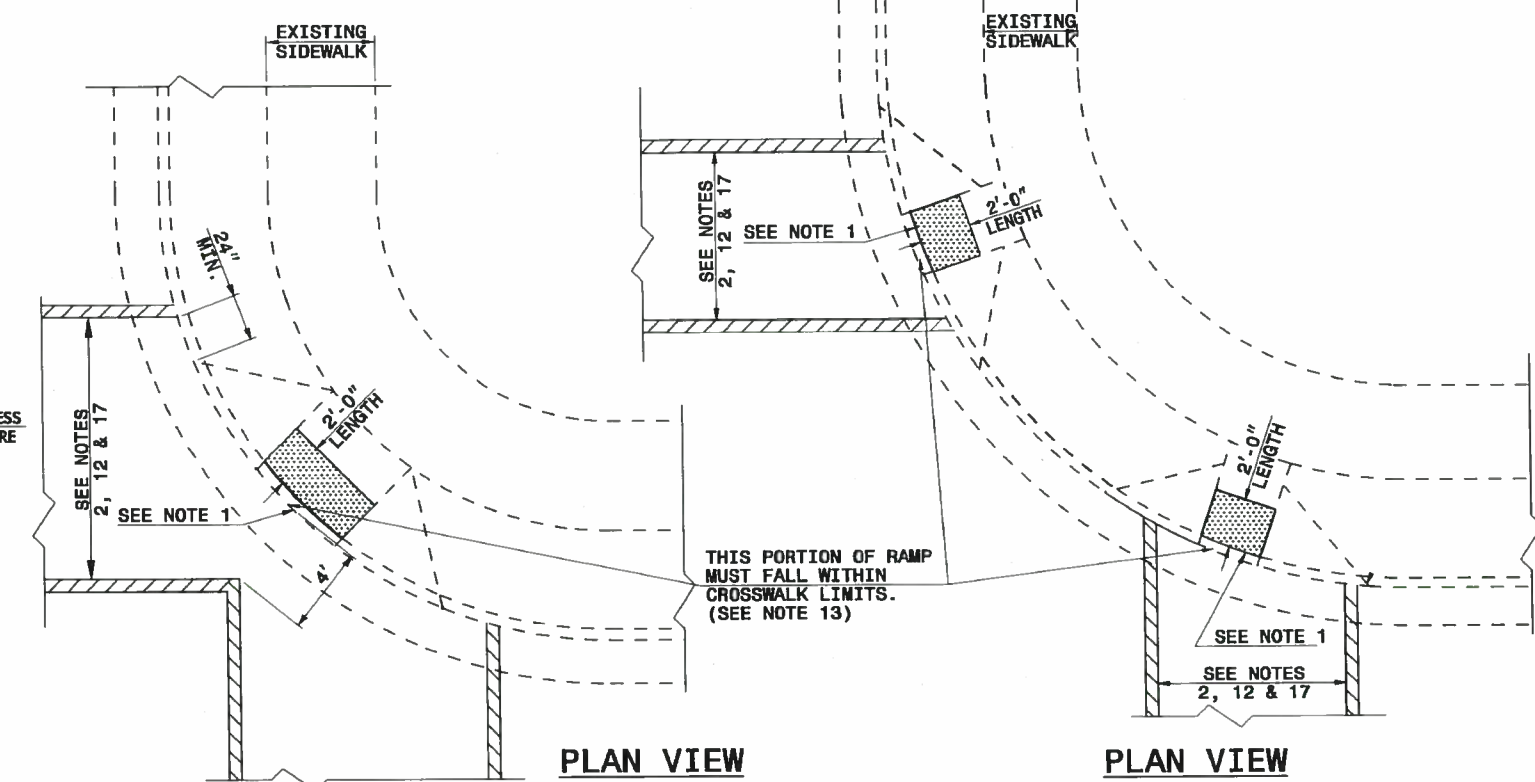 EXISTING
SIDEWALK
24"
MIN.
ESS
RE
SEE NOTES
2, 12 & 17
SEE NOTE 1
2'-0"
LENGTH
4'
PLAN VIEW
THIS PORTION OF RAMP
MUST FALL WITHIN
CROSSWALK LIMITS.
(SEE NOTE 13)
EXISTING
SIDEWALK
SEE NOTES
2, 12 & 17
SEE NOTE 1
2'-0"
LENGTH
2'-0"
LENGTH
SEE NOTE 1
SEE NOTES
2, 12 & 17
PLAN VIEW